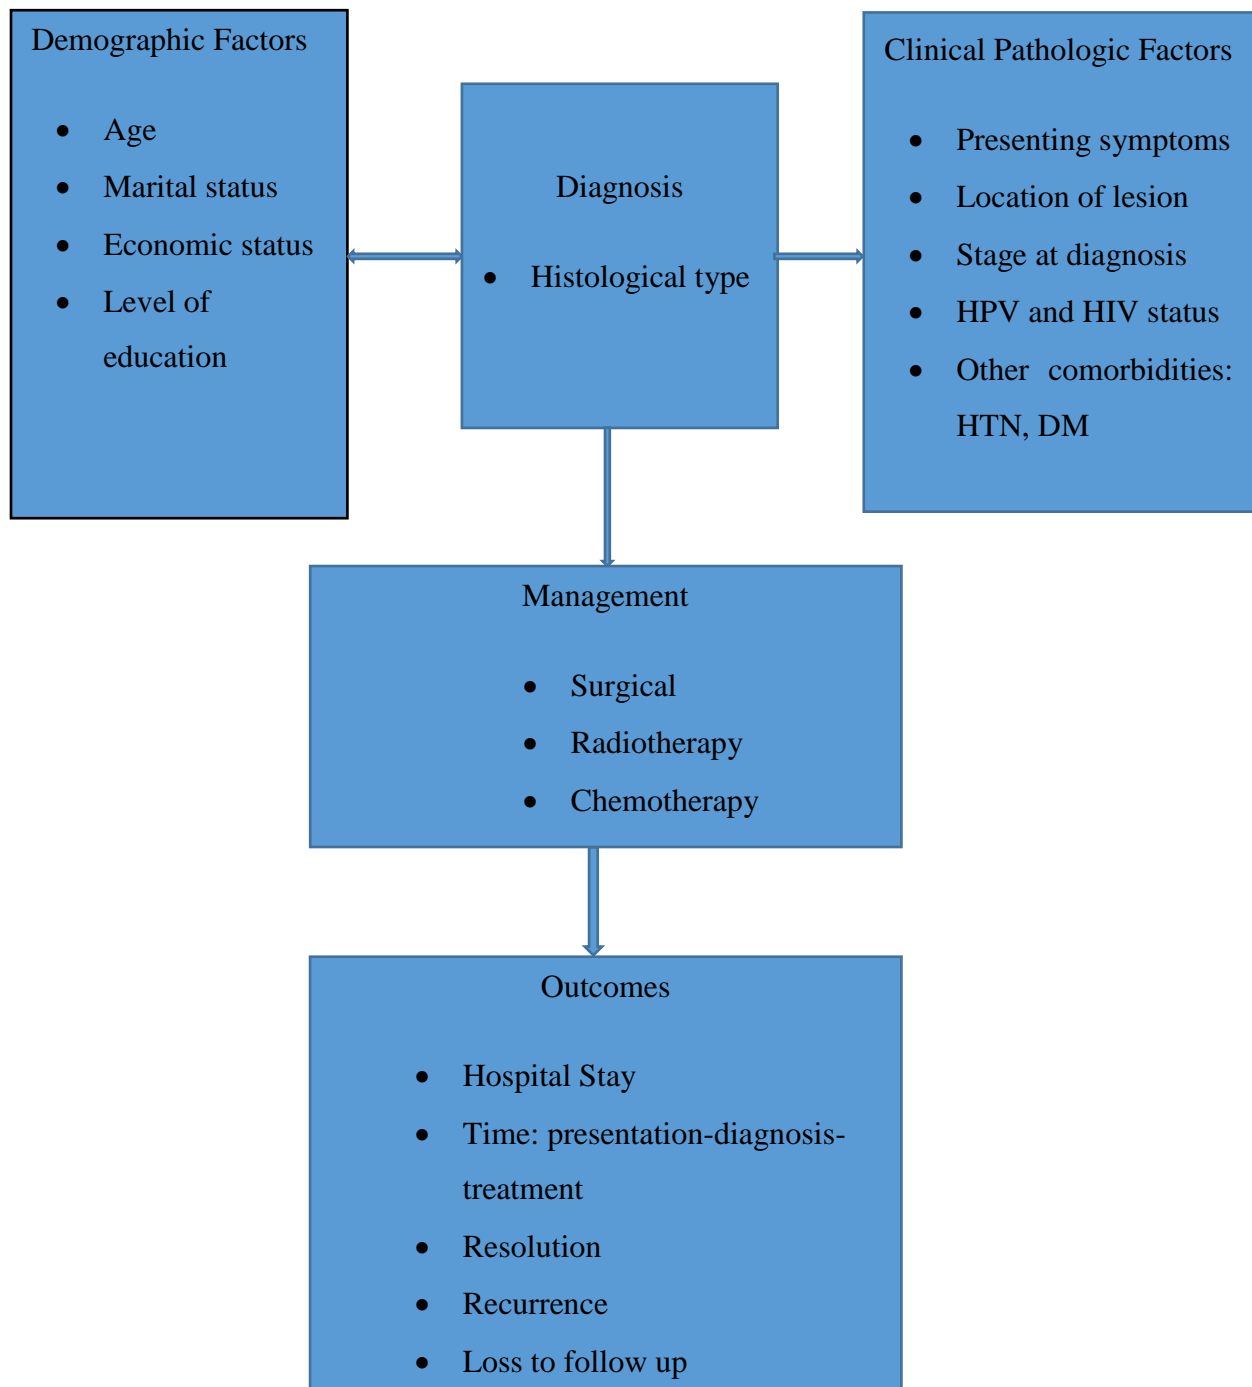 Demographic Factors
• Age
• Marital status
• Economic status
• Level of
education
Diagnosis
• Histological type
Clinical Pathologic Factors
• Presenting symptoms
• Location of lesion
• Stage at diagnosis
• HPV and HIV status
• Other comorbidities:
HTN, DM
Management
• Surgical
• Radiotherapy
• Chemotherapy
Outcomes
• Hospital Stay
• Time: presentation-diagnosis-
treatment
• Resolution
• Recurrence
• Loss to follow up